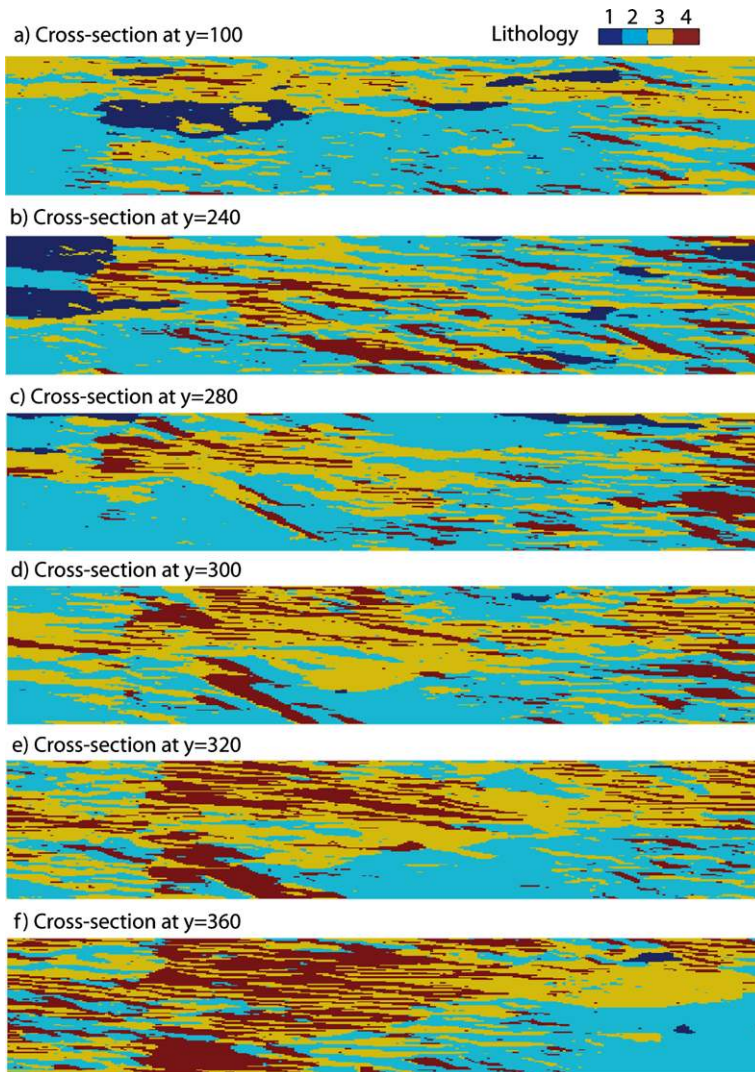 a) Cross-section at y=100
Lithology
1 2 3 4
b) Cross-section at y=240
c) Cross-section at y=280
d) Cross-section at y=300
e) Cross-section at y=320
f) Cross-section at y=360